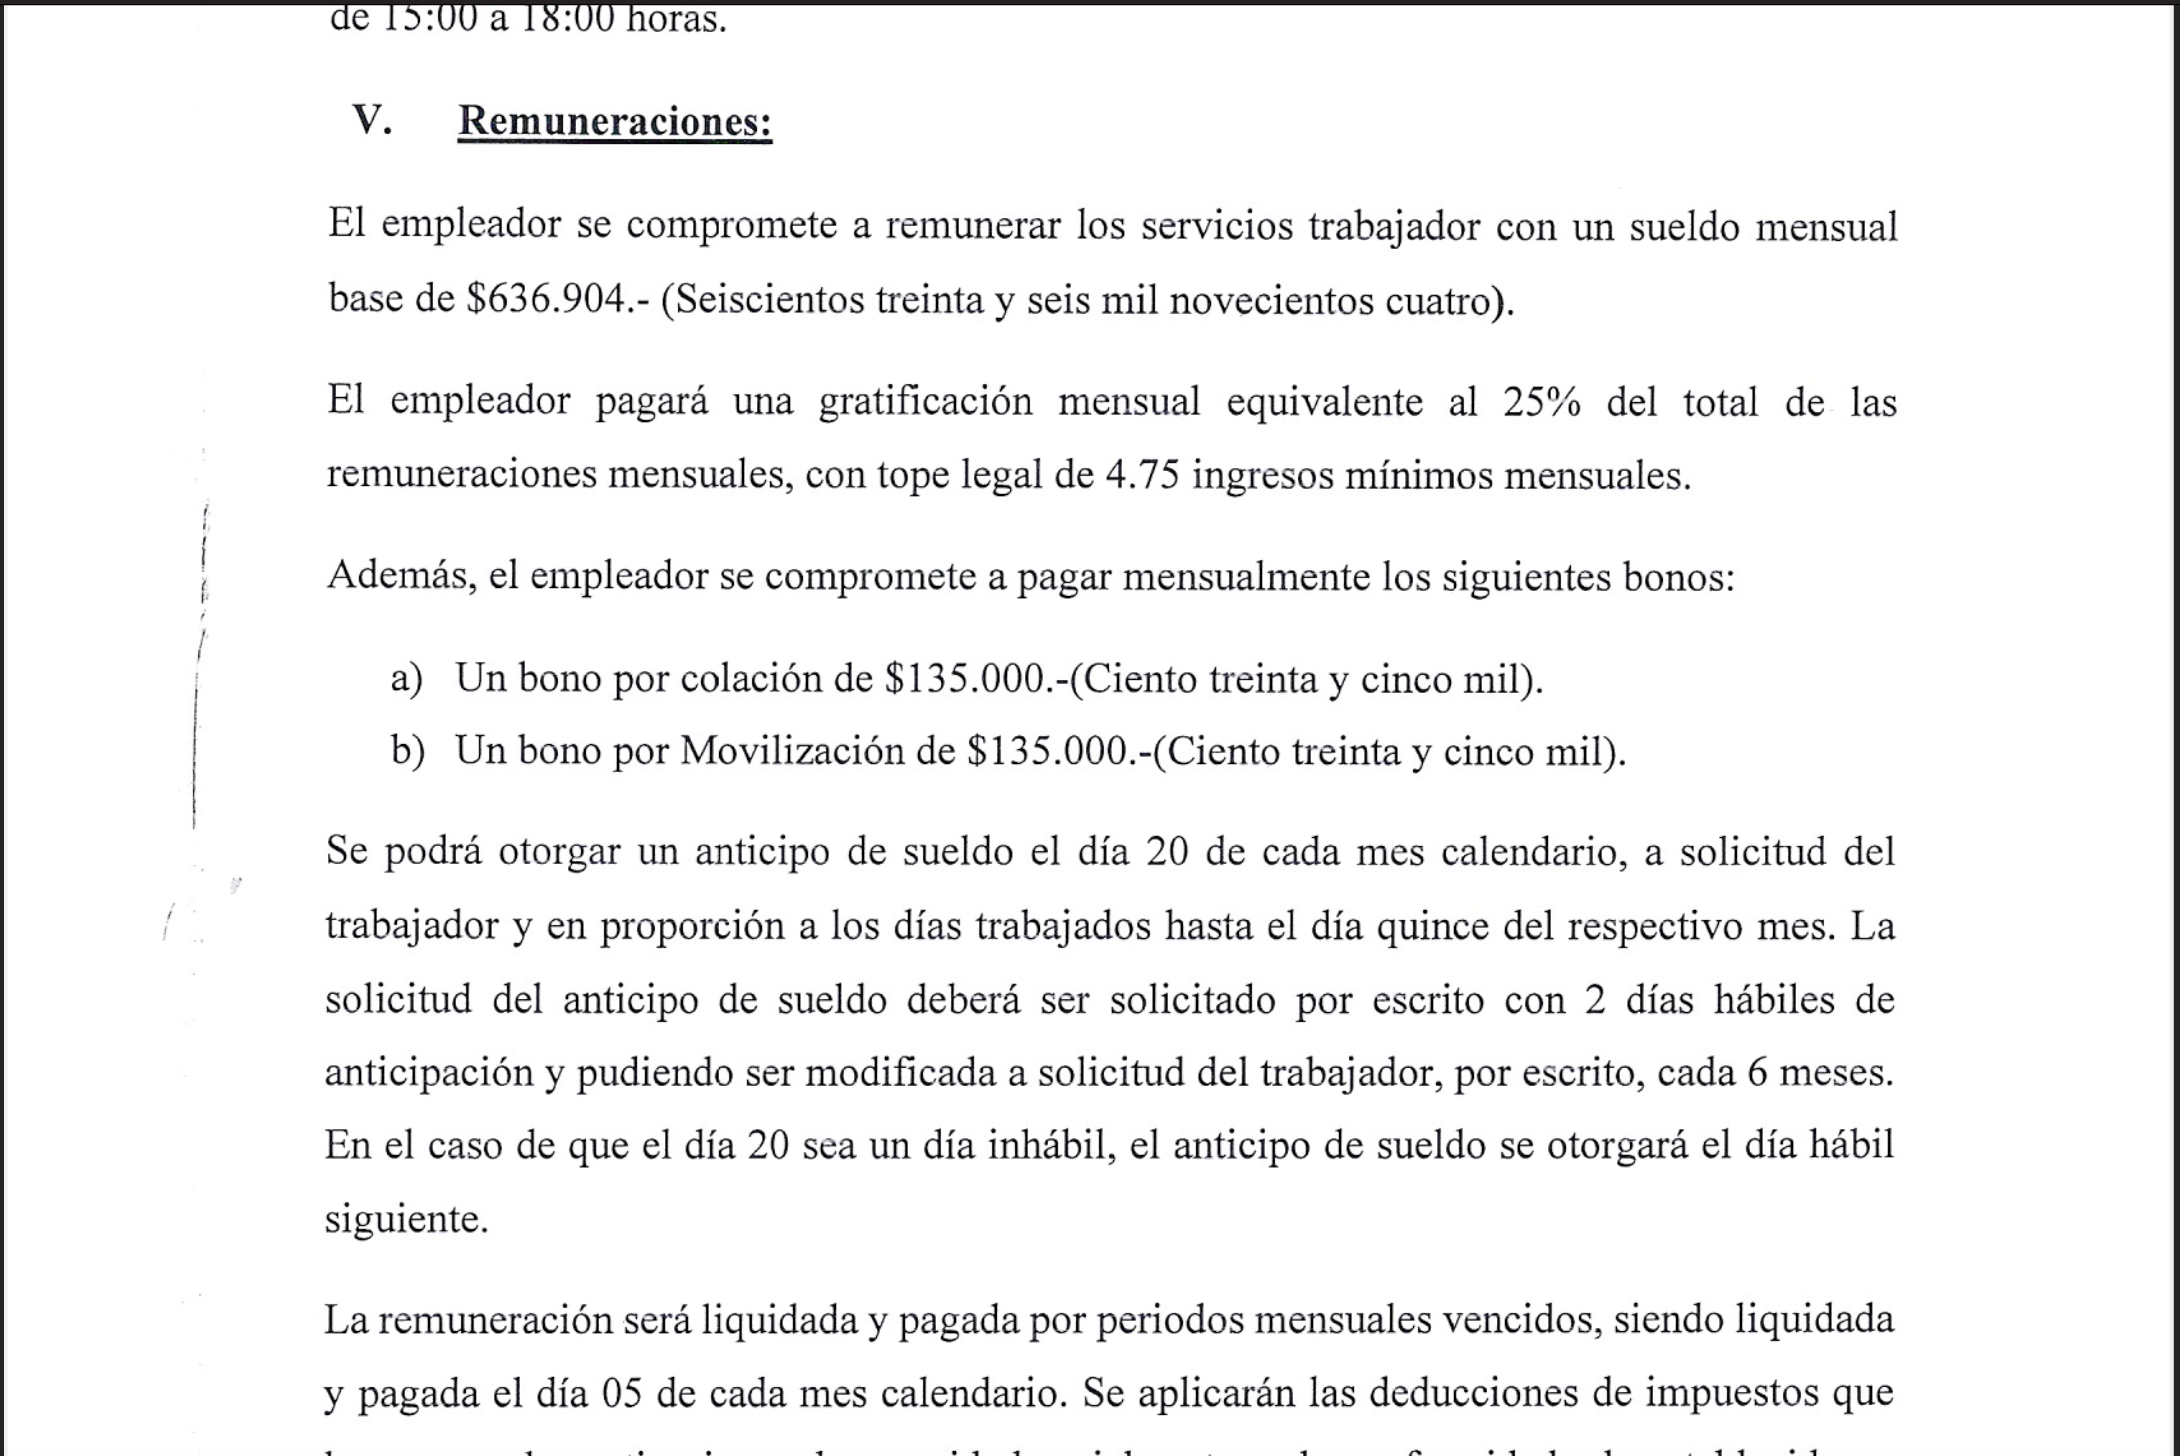 de 15:00 a 18:00 horas.
V. Remuneraciones:
El empleador se compromete a remunerar los servicios trabajador con un sueldo mensual
base de $636.904.- (Seiscientos treinta y seis mil novecientos cuatro).
El empleador pagará una gratificación mensual equivalente al 25% del total de las
remuneraciones mensuales, con tope legal de 4.75 ingresos mínimos mensuales.
Además, el empleador se compromete a pagar mensualmente los siguientes bonos:
a) Un bono por colación de $135.000.-(Ciento treinta y cinco mil).
b) Un bono por Movilización de $135.000.-(Ciento treinta y cinco mil).
Se podrá otorgar un anticipo de sueldo el día 20 de cada mes calendario, a solicitud del
trabajador y en proporción a los días trabajados hasta el día quince del respectivo mes. La
solicitud del anticipo de sueldo deberá ser solicitado por escrito con 2 días hábiles de
anticipación y pudiendo ser modificada a solicitud del trabajador, por escrito, cada 6 meses.
En el caso de que el día 20 sea un día inhábil, el anticipo de sueldo se otorgará el día hábil
siguiente.
La remuneración será liquidada y pagada por periodos mensuales vencidos, siendo liquidada
y pagada el día 05 de cada mes calendario. Se aplicarán las deducciones de impuestos que